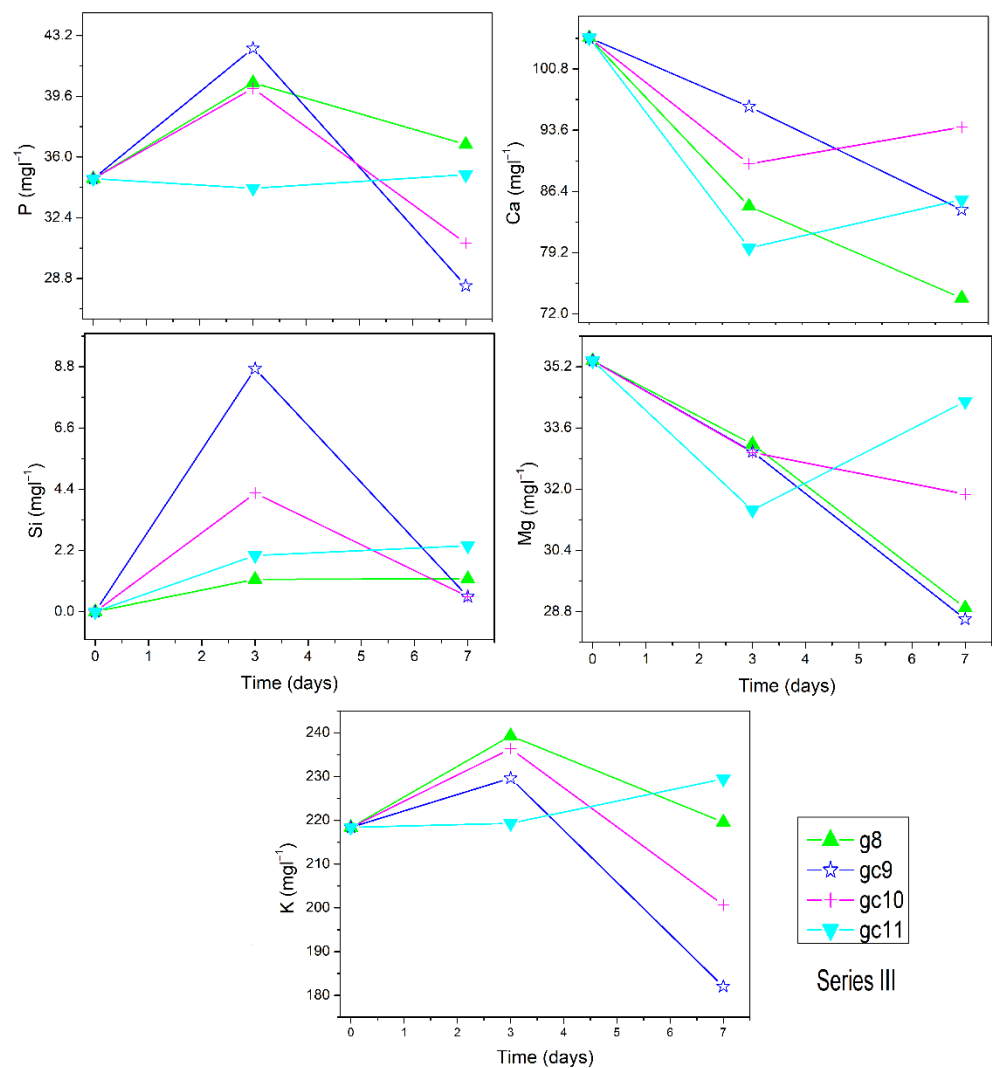 43.2
39.6
36.0
32.4
28.8
P (mgl⁻¹)
100.8
93.6
86.4
79.2
72.0
Ca (mgl⁻¹)
8.8
6.6
4.4
2.2
0.0
Si (mgl⁻¹)
0 1 2 3 4 5 6 7
Time (days)
35.2
33.6
32.0
30.4
28.8
Mg (mgl⁻¹)
0 1 2 3 4 5 6 7
Time (days)
240
230
220
210
200
190
180
K (mgl⁻¹)
0 1 2 3 4 5 6 7
Time (days)
g8
gc9
gc10
gc11
Series III